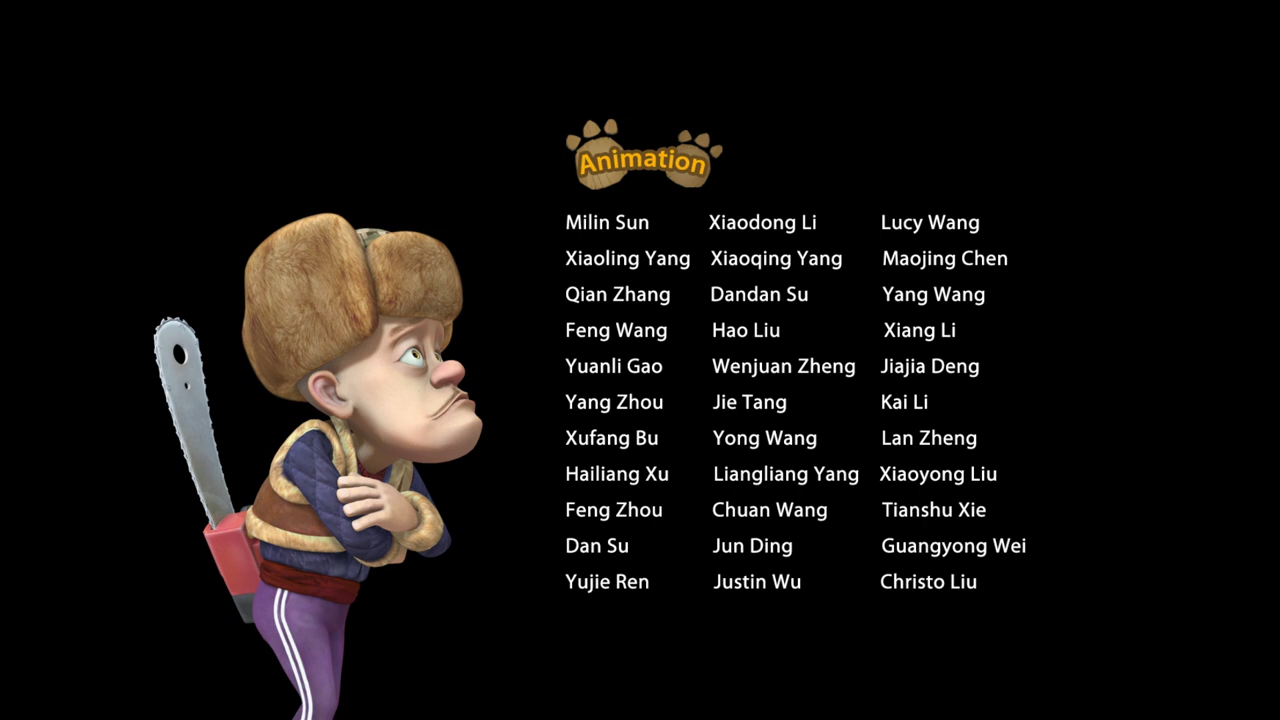 Animation
Milin Sun Xiaodong Li Lucy Wang
Xiaoling Yang Xiaoqing Yang Maojing Chen
Qian Zhang Dandan Su Yang Wang
Feng Wang Hao Liu Xiang Li
Yuanli Gao Wenjuan Zheng Jiajia Deng
Yang Zhou Jie Tang Kai Li
Xufang Bu Yong Wang Lan Zheng
Hailiang Xu Liangliang Yang Xiaoyong Liu
Feng Zhou Chuan Wang Tianshu Xie
Dan Su Jun Ding Guangyong Wei
Yujie Ren Justin Wu Christo Liu